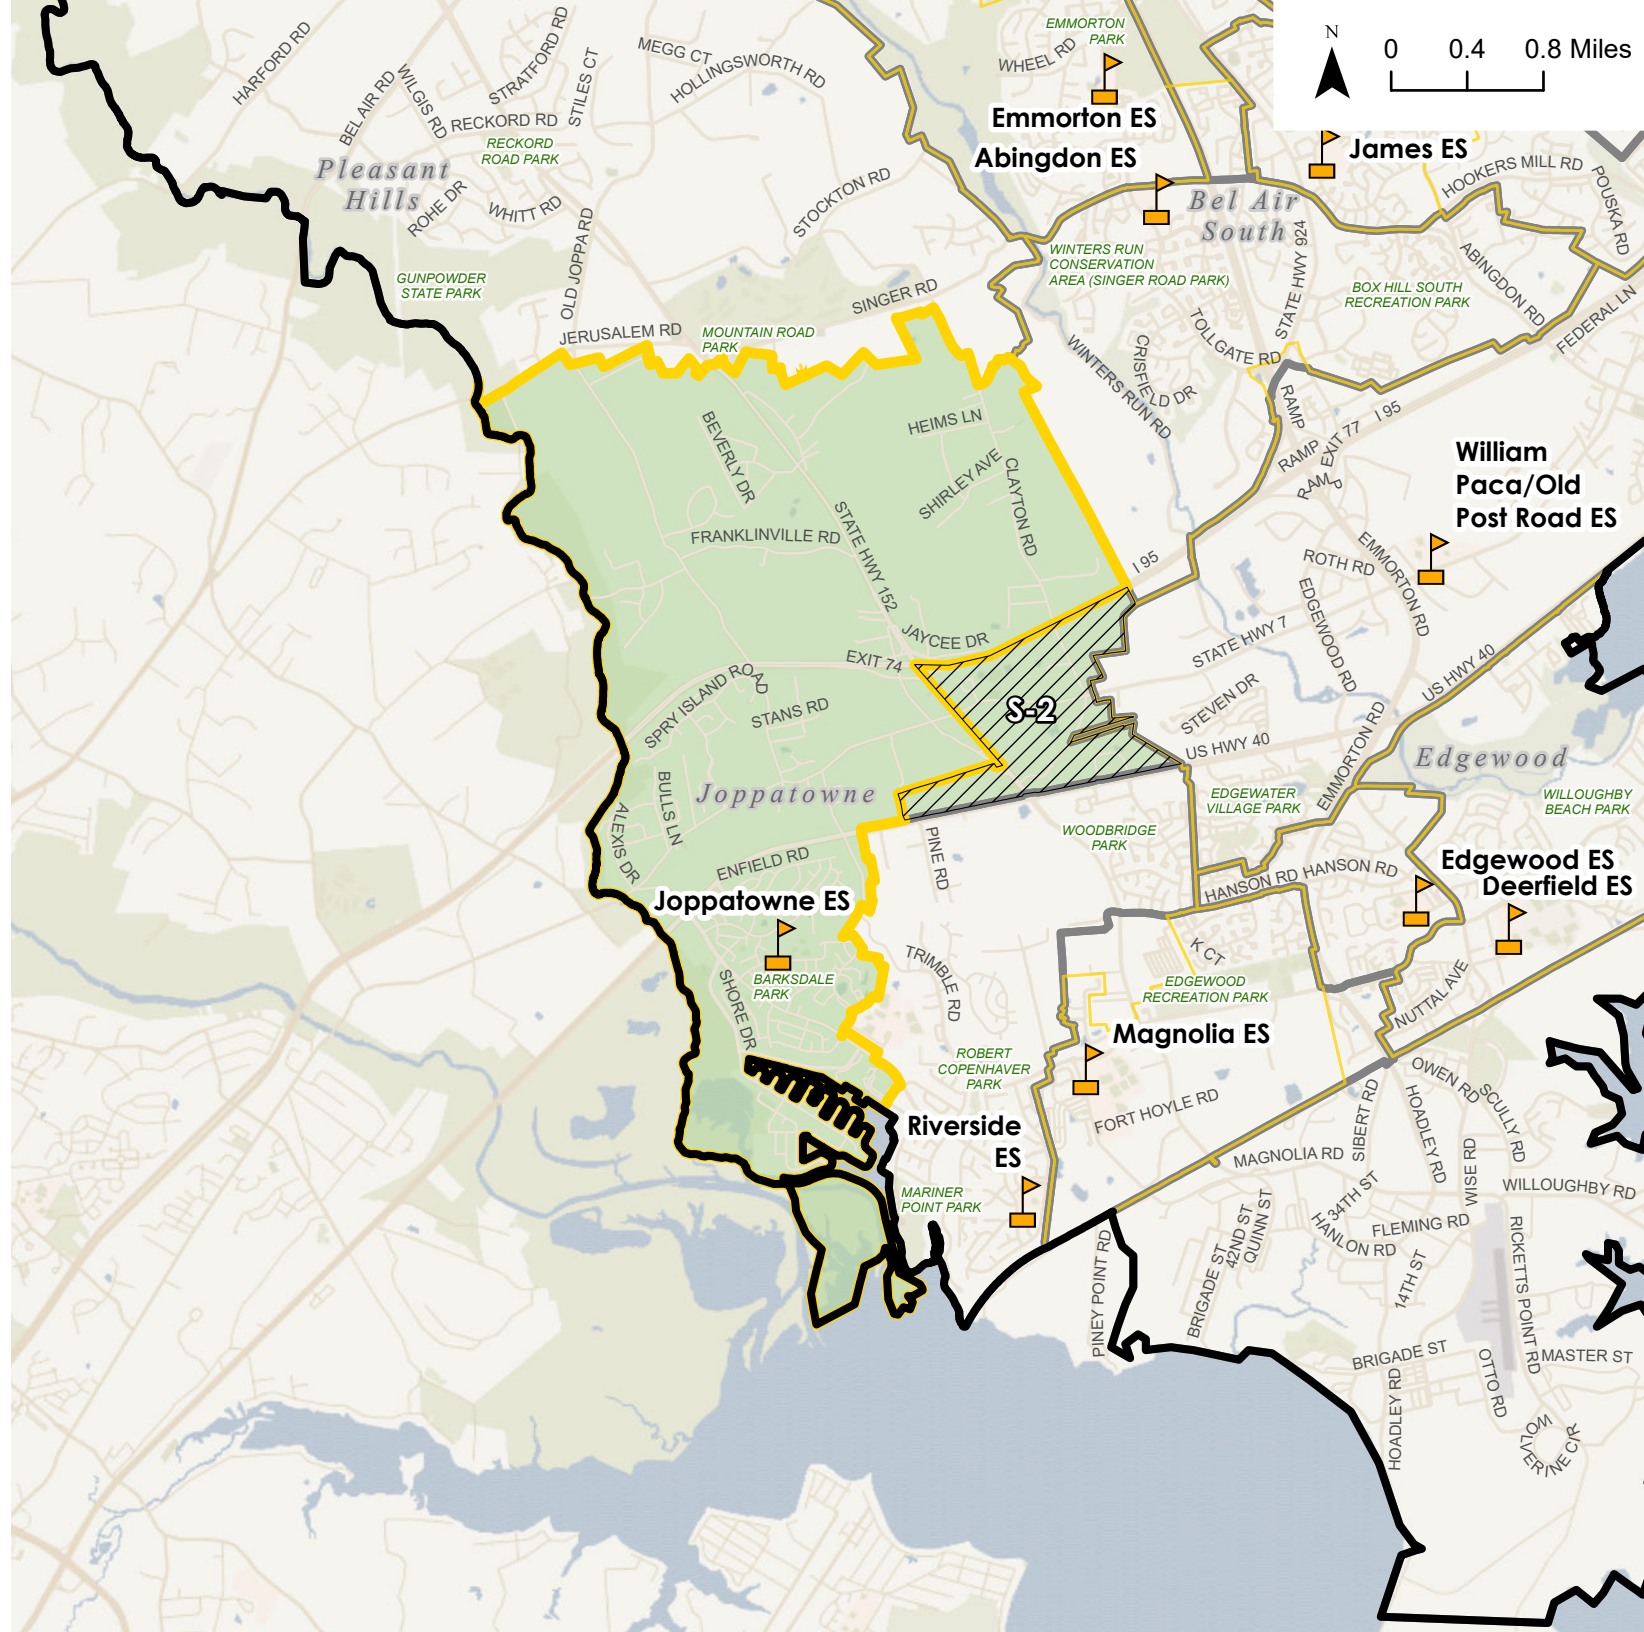 N
0 0.4 0.8 Miles
EMMORTON
PARK
WHEEL RD
Emmorton ES
Abingdon ES
James ES
HARFORD RD
BEL AIR RD
WILGIS RD
STRATFORD RD
STILES CT
MEGG CT
HOLLINGSWORTH RD
RECKORD RD
RECKORD
ROAD PARK
Pleasant
Hills
ROHE DR
WHITT RD
STOCKTON RD
HOOKERS MILL RD
POUSKA RD
Bel Air
South
STATE HWY 924
ABINGDON RD
WINTERS RUN
CONSERVATION
AREA (SINGER ROAD PARK)
BOX HILL SOUTH
RECREATION PARK
FEDERAL LN
GUNPOWDER
STATE PARK
OLD JOPPA RD
SINGER RD
JERUSALEM RD
MOUNTAIN ROAD
PARK
TOLLGATE RD
CRISFIELD DR
WINTERS RUN RD
RAMP
I 95
EXIT 77
RAMP
RAMP
HEIMS LN
BEVERLY DR
SHIRLEY AVE
CLAYTON RD
STATE HWY 152
FRANKLINVILLE RD
William
Paca/Old
Post Road ES
I 95
ROTH RD
EMMORTON RD
EDGEWOOD RD
STATE HWY 7
JAYCEE DR
EXIT 74
SPRY ISLAND ROAD
STANS RD
S-2
STEVEN DR
US HWY 40
US HWY 40
EMMORTON RD
Edgewood
Joppatowne
BULLS LN
ALEXIS DR
EDGEWATER
VILLAGE PARK
WILLOUGHBY
BEACH PARK
WOODBRIDGE
PARK
PINE RD
ENFIELD RD
HANSON RD
HANSON RD
Edgewood ES
Deerfield ES
Joppatowne ES
BARKSDALE
PARK
SHORE DR
TRIMBLE RD
K CT
EDGEWOOD
RECREATION PARK
NUTTAL AVE
Magnolia ES
ROBERT
COPENHAVER
PARK
FORT HOYLE RD
OWEN RD
SCULLY RD
HOADLEY RD
SIBERT RD
WISE RD
Riverside
ES
MAGNOLIA RD
WILLOUGHBY RD
MARINER
POINT PARK
34TH ST
HANLON RD
FLEMING RD
42ND ST
QUINN ST
BRIGADE ST
PINEY POINT RD
14TH ST
RICKETTS POINT RD
BRIGADE ST
MASTER ST
HOADLEY RD
OTTO RD
WOLVERINE CIR